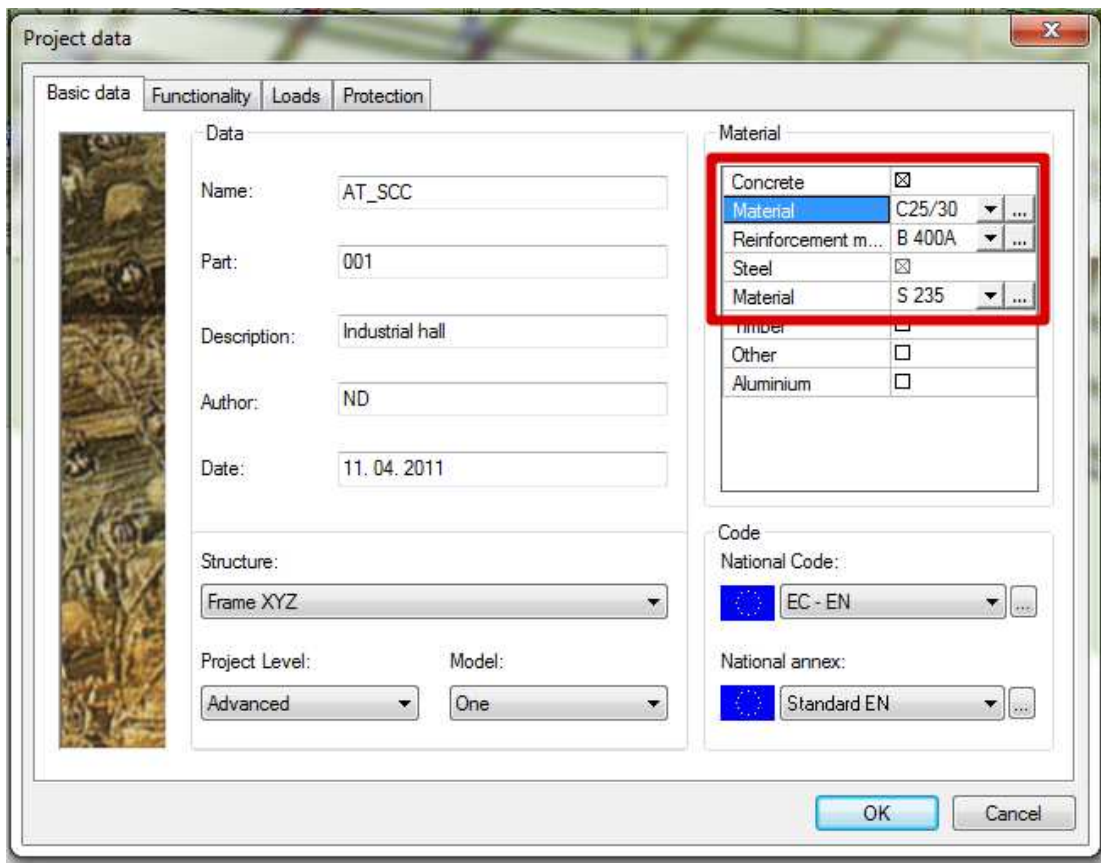 Project data
Basic data Functionality Loads Protection
Data
Name: AT_SCC
Part: 001
Description: Industrial hall
Author: ND
Date: 11. 04. 2011
Structure:
Frame XYZ
Project Level: Model:
Advanced One
Material
Concrete
Material C25/30 ...
Reinforcement m... B 400A ...
Steel
Material S 235 ...
Timber
Other
Aluminium
Code
National Code:
EC - EN ...
National annex:
Standard EN ...
OK Cancel